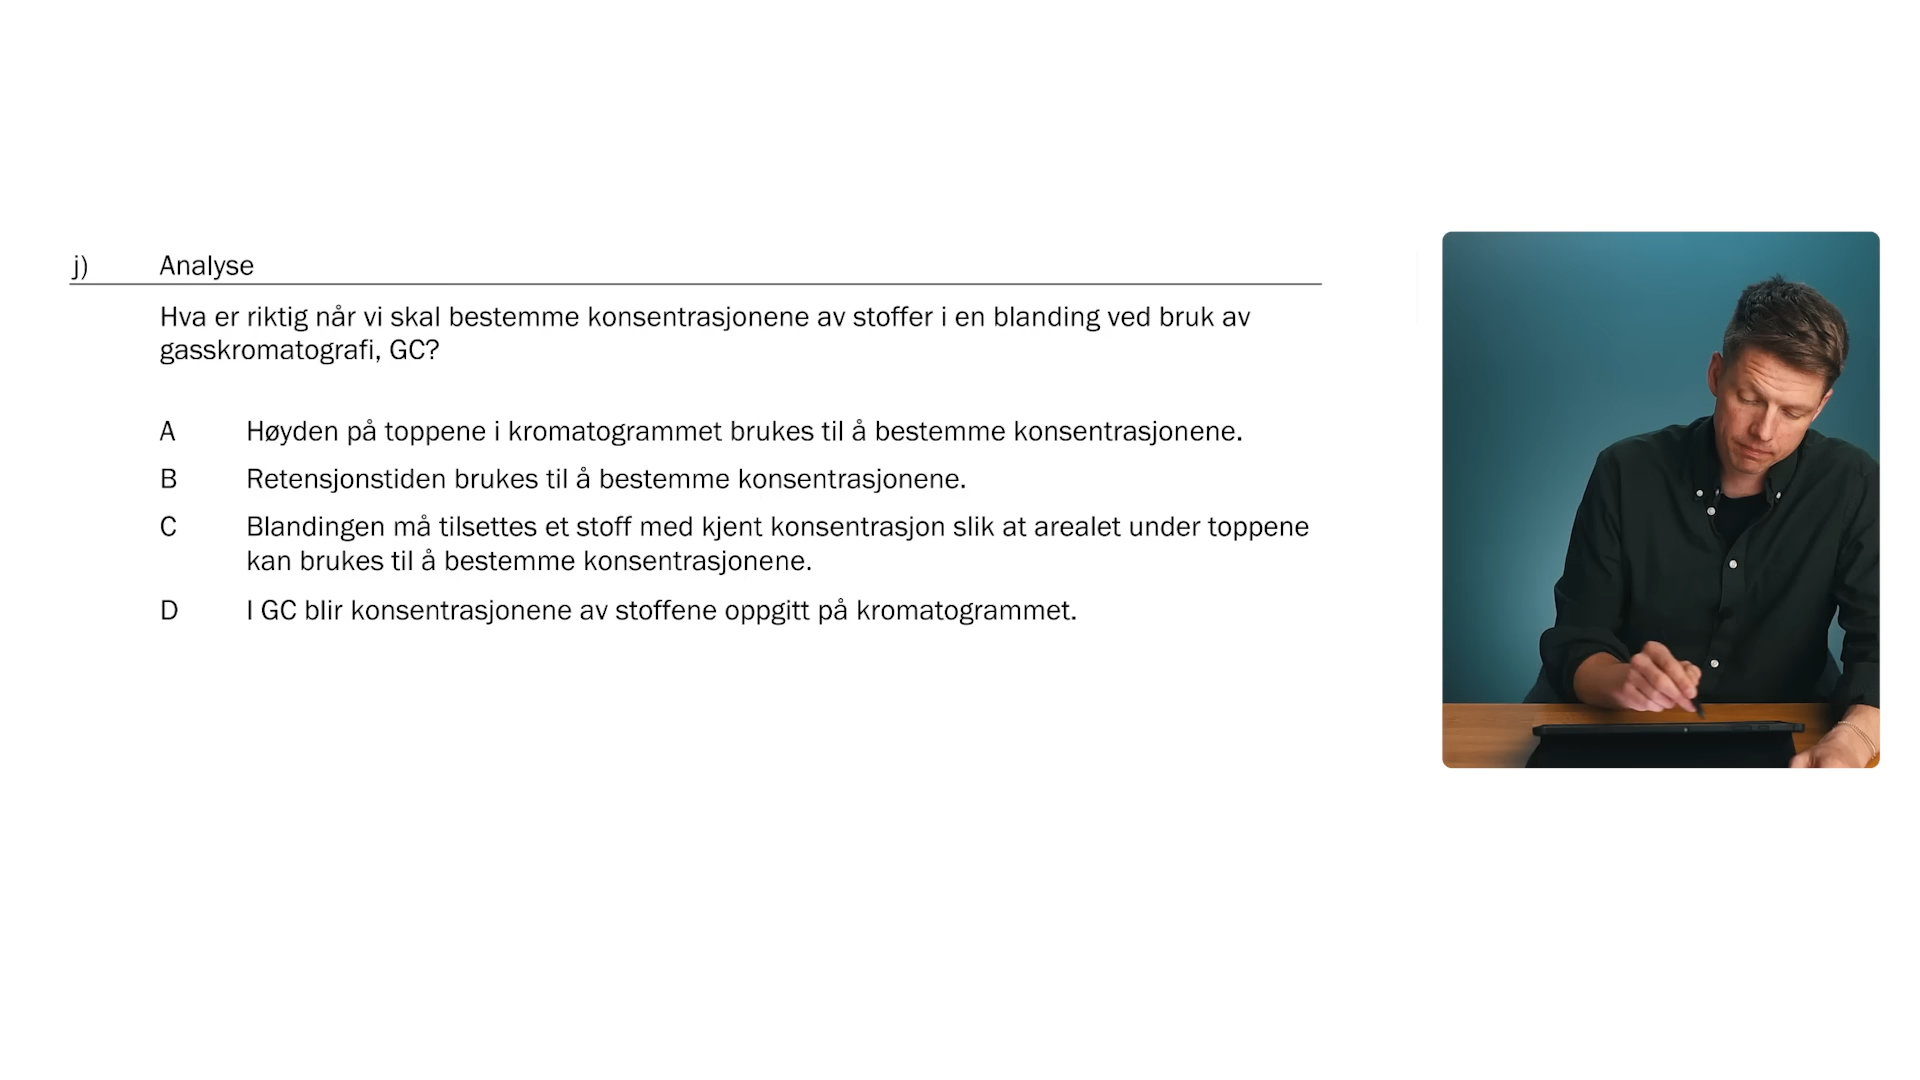 j) Analyse
Hva er riktig når vi skal bestemme konsentrasjonene av stoffer i en blanding ved bruk av
gasskromatografi, GC?
A Høyden på toppene i kromatogrammet brukes til å bestemme konsentrasjonene.
B Retensjonstiden brukes til å bestemme konsentrasjonene.
C Blandingen må tilsettes et stoff med kjent konsentrasjon slik at arealet under toppene
kan brukes til å bestemme konsentrasjonene.
D I GC blir konsentrasjonene av stoffene oppgitt på kromatogrammet.